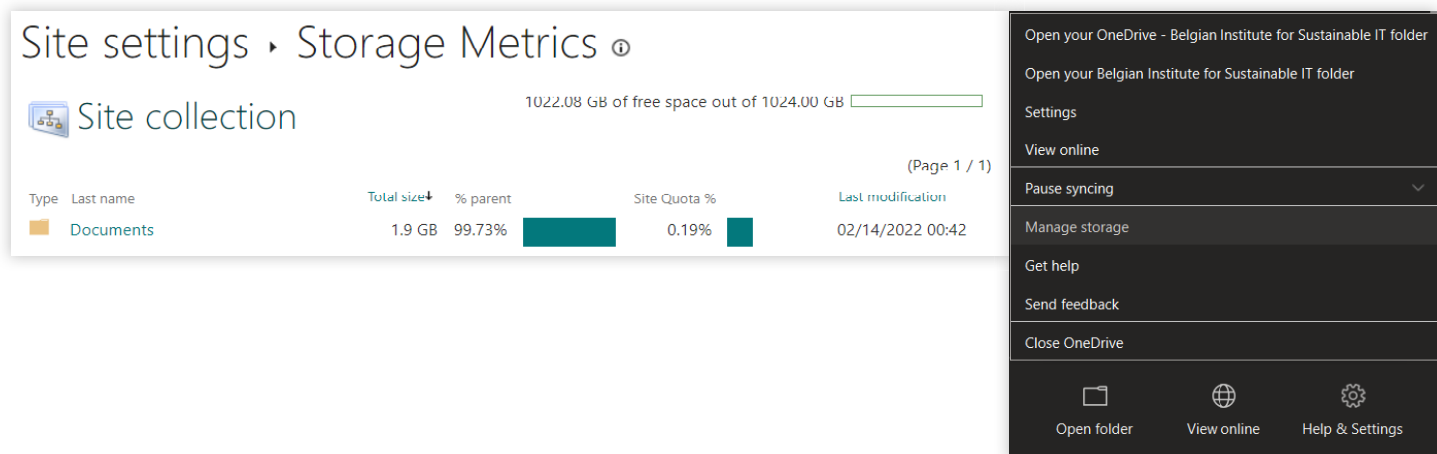 Site settings ▸ Storage Metrics
Site collection
1022.08 GB of free space out of 1024.00 GB
(Page 1 / 1)
Type Last name Total size↓ % parent Site Quota % Last modification
Documents 1.9 GB 99.73% 0.19% 02/14/2022 00:42
Open your OneDrive - Belgian Institute for Sustainable IT folder
Open your Belgian Institute for Sustainable IT folder
Settings
View online
Pause syncing
Manage storage
Get help
Send feedback
Close OneDrive
Open folder View online Help & Settings